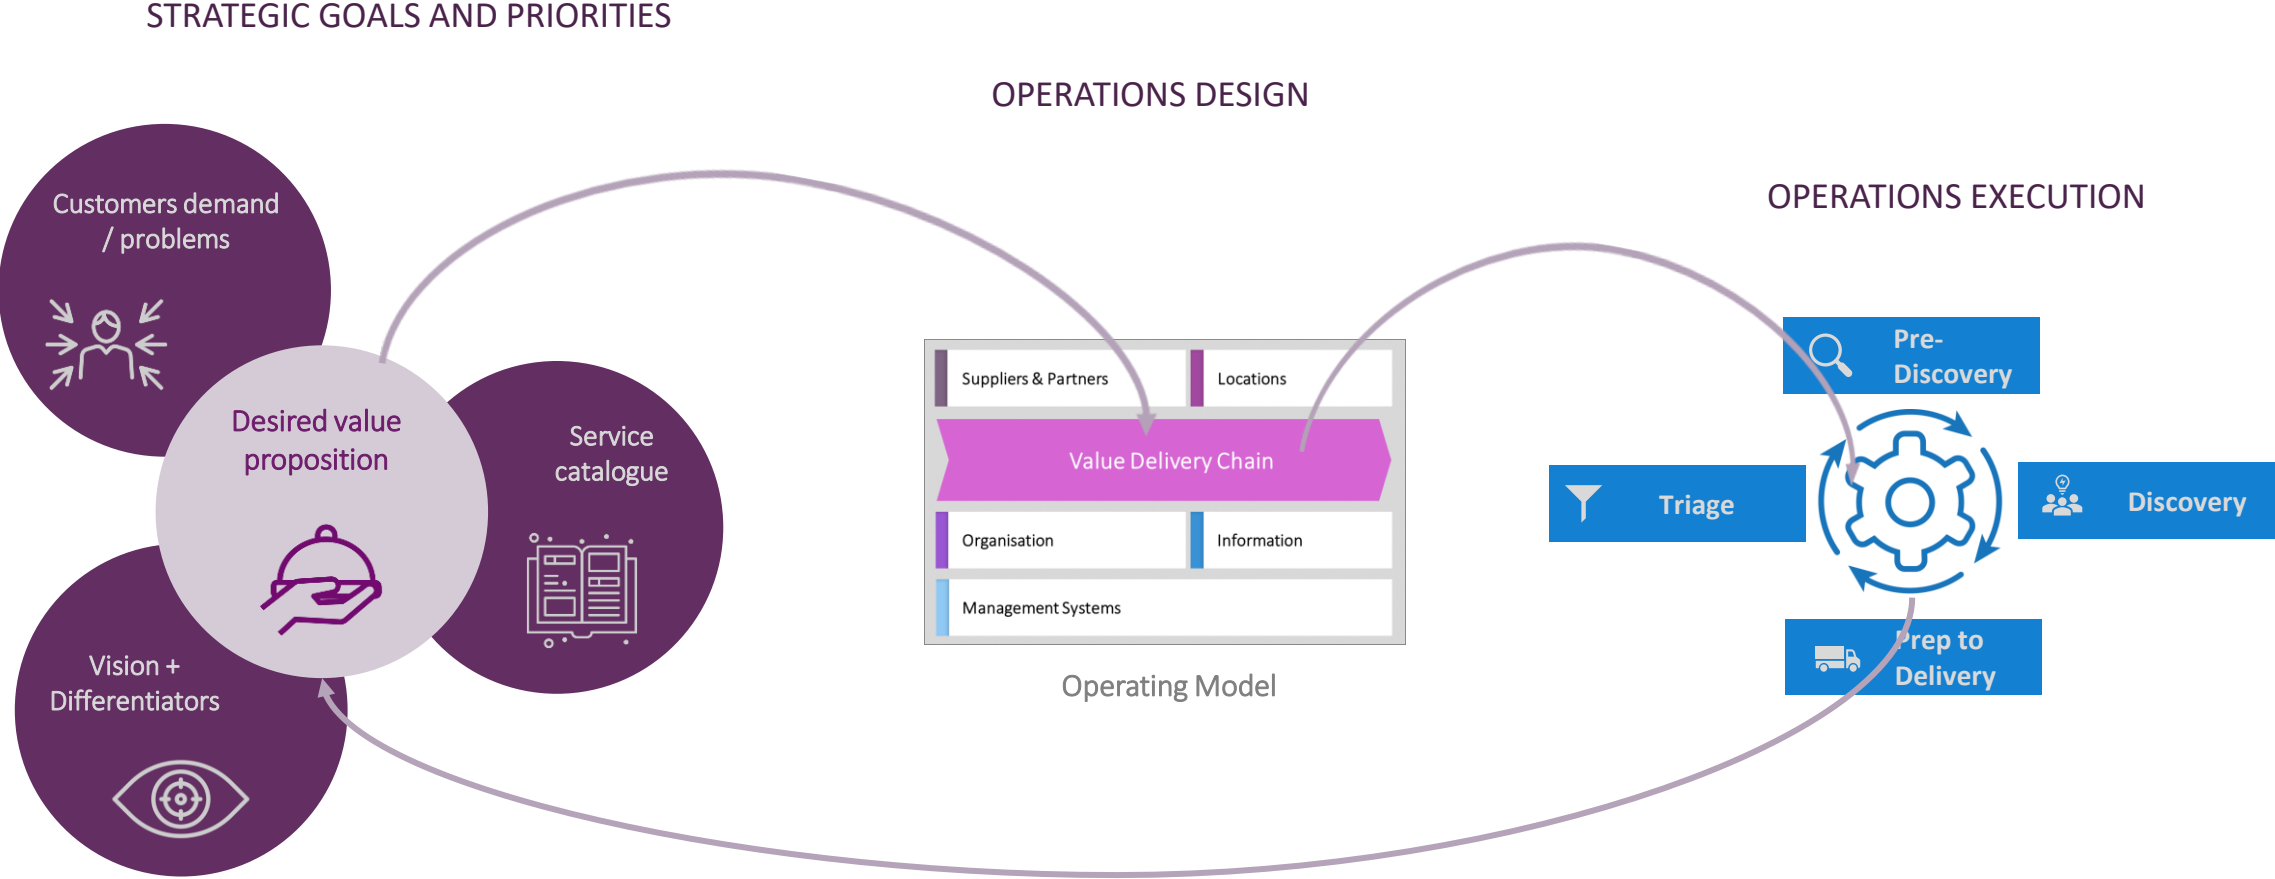 STRATEGIC GOALS AND PRIORITIES
OPERATIONS DESIGN
OPERATIONS EXECUTION
Customers demand
/ problems
Desired value
proposition
Service
catalogue
Vision +
Differentiators
Suppliers & Partners
Locations
Value Delivery Chain
Organisation
Information
Management Systems
Operating Model
Pre-
Discovery
Triage
Discovery
Prep to
Delivery